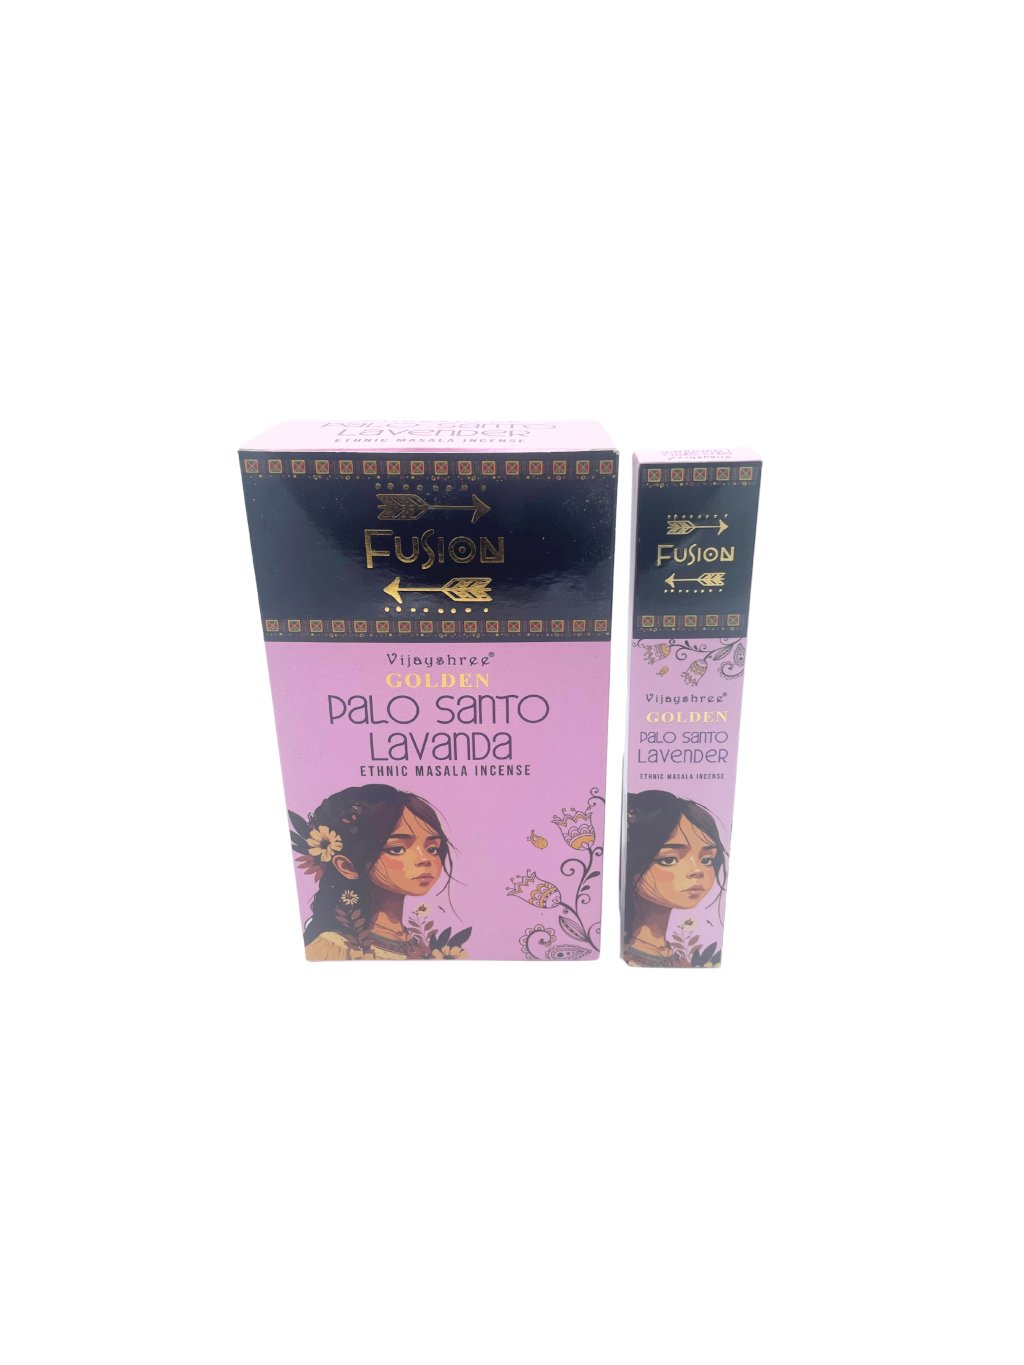 PALO SANTO
LAVENDER
ETHNIC MASALA INCENSE
FUSION
Vijayshree®
GOLDEN
PALO SANTO
LAVANDA
ETHNIC MASALA INCENSE
FUSION
Vijayshree®
GOLDEN
PALO SANTO
LAVENDER
ETHNIC MASALA INCENSE